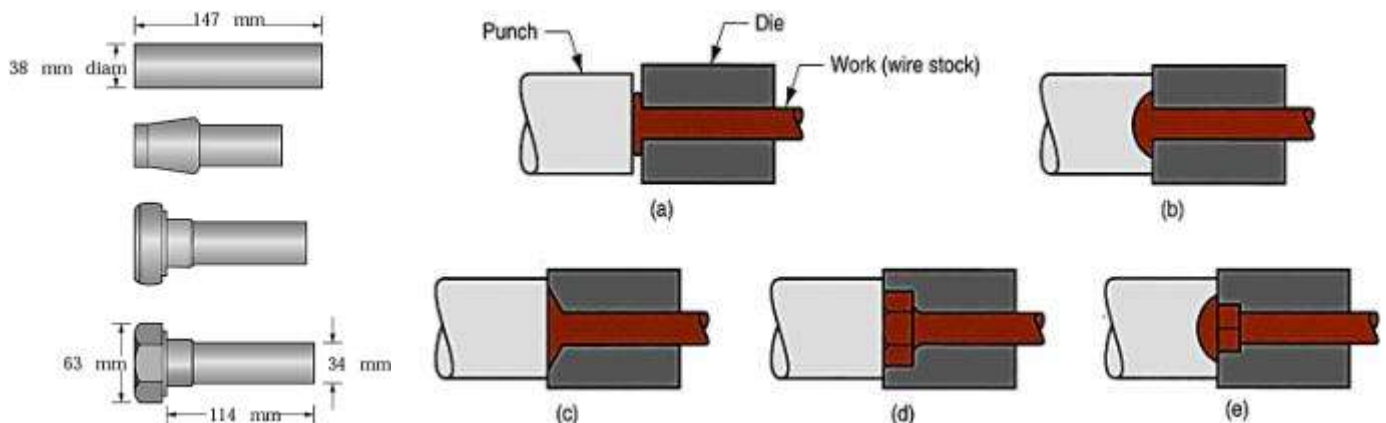 147 mm
38 mm diam
63 mm
34 mm
114 mm
Punch
Die
Work (wire stock)
(a)
(b)
(c)
(d)
(e)